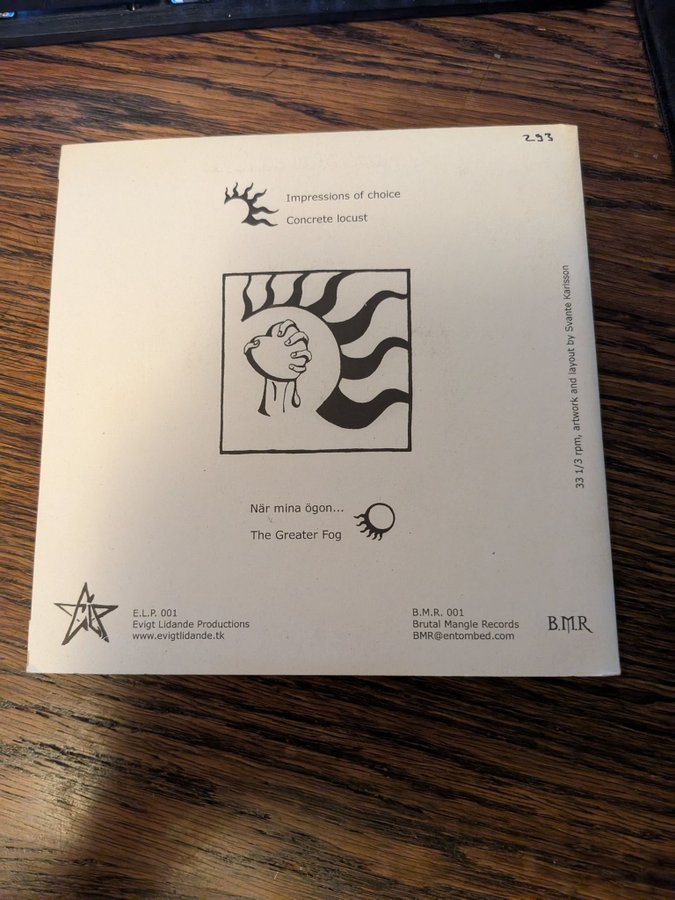 293
Impressions of choice
Concrete locust
33 1/3 rpm, artwork and layout by Svante Karlsson
När mina ögon...
The Greater Fog
E.L.P. 001
Evigt Lidande Productions
www.evigtlidande.tk
B.M.R. 001
Brutal Mangle Records
BMR@entombed.com
B.M.R